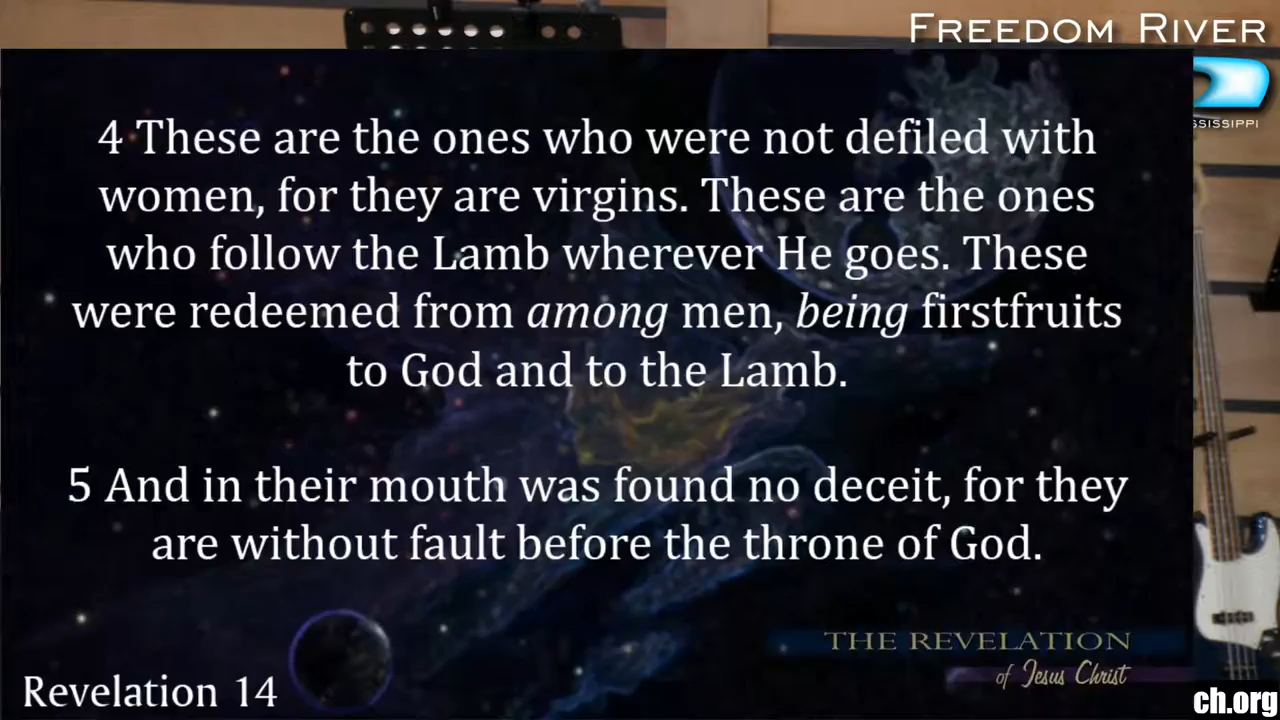 FREEDOM RIVER
SSISSIPPI
4 These are the ones who were not defiled with
women, for they are virgins. These are the ones
who follow the Lamb wherever He goes. These
were redeemed from among men, being firstfruits
to God and to the Lamb.
5 And in their mouth was found no deceit, for they
are without fault before the throne of God.
THE REVELATION
of Jesus Christ
Revelation 14
ch.org